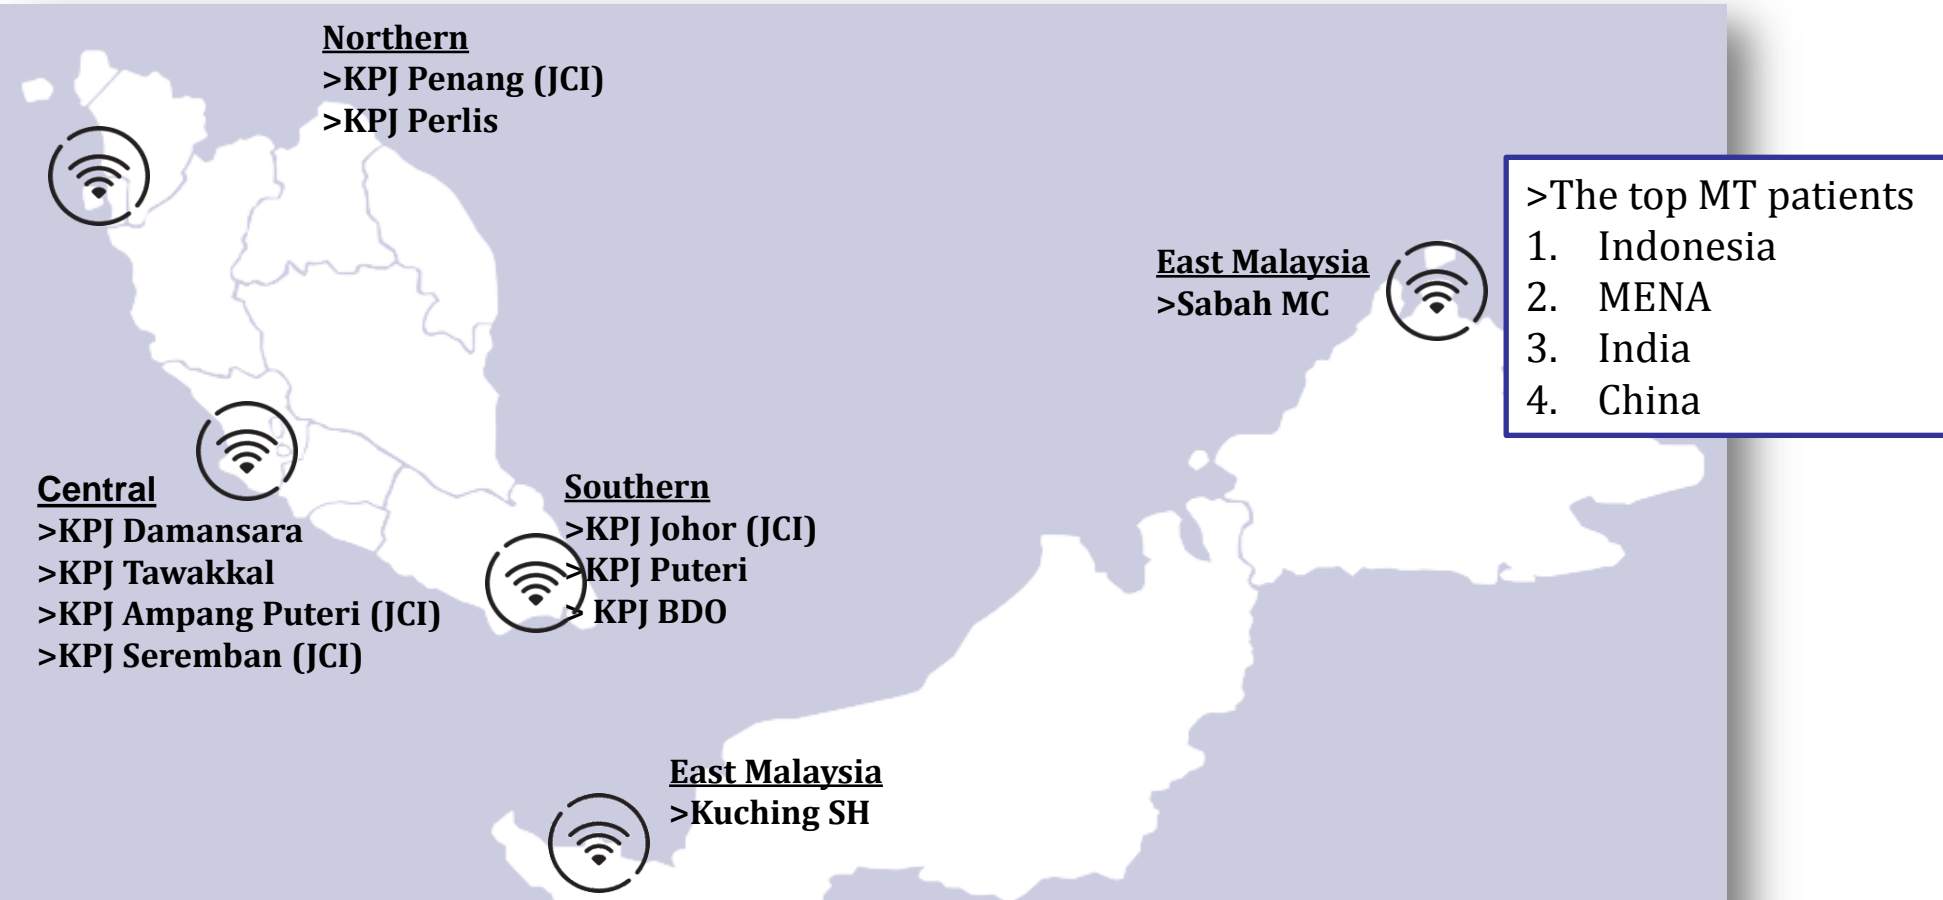 Northern
>KPJ Penang (JCI)
>KPJ Perlis
East Malaysia
>Sabah MC
>The top MT patients
1. Indonesia
2. MENA
3. India
4. China
Central
>KPJ Damansara
>KPJ Tawakkal
>KPJ Ampang Puteri (JCI)
>KPJ Seremban (JCI)
Southern
>KPJ Johor (JCI)
>KPJ Puteri
> KPJ BDO
East Malaysia
>Kuching SH